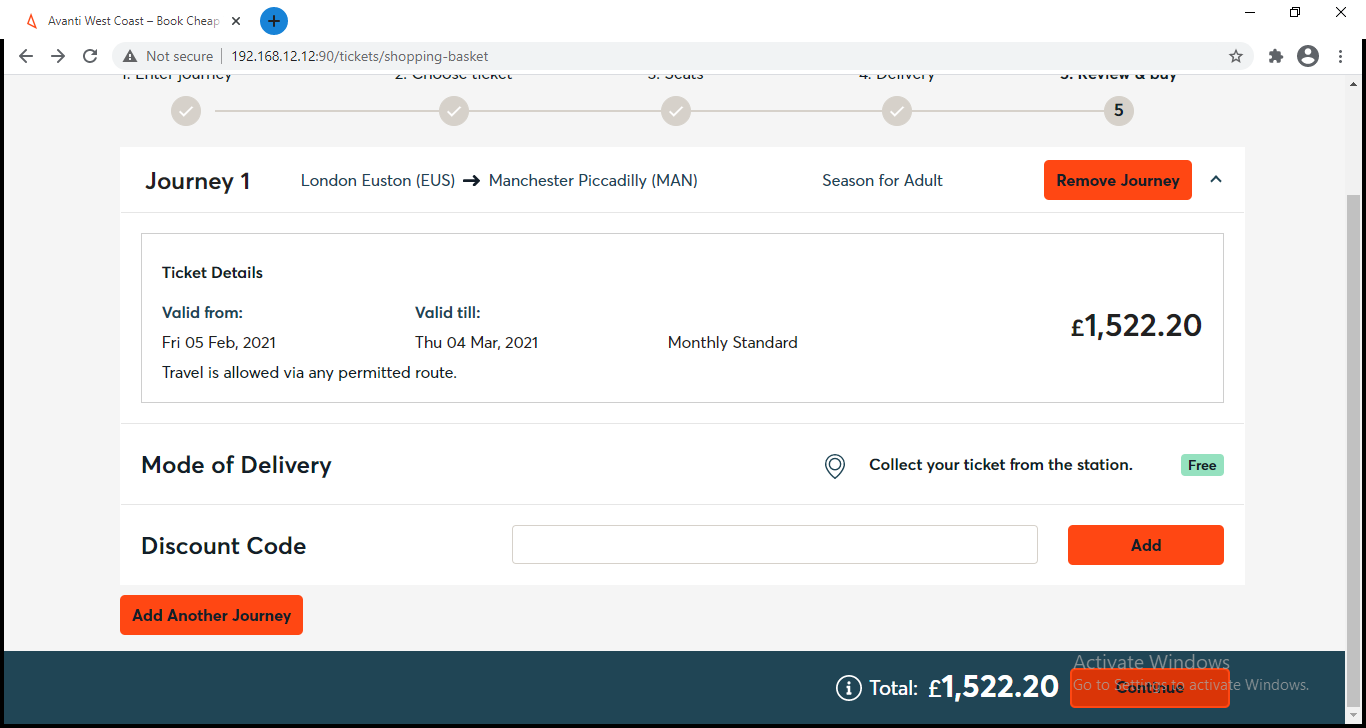 Avanti West Coast – Book Cheap
Not secure 192.168.12.12:90/tickets/shopping-basket
1. Enter journey 2. Choose ticket 3. Seats 4. Delivery 5. Review & buy
5
Journey 1 London Euston (EUS) → Manchester Piccadilly (MAN) Season for Adult Remove Journey
Ticket Details
Valid from: Valid till:
£1,522.20
Fri 05 Feb, 2021 Thu 04 Mar, 2021 Monthly Standard
Travel is allowed via any permitted route.
Mode of Delivery Collect your ticket from the station. Free
Discount Code Add
Add Another Journey
Activate Windows
Total: £1,522.20 Continue
Go to Settings to activate Windows.